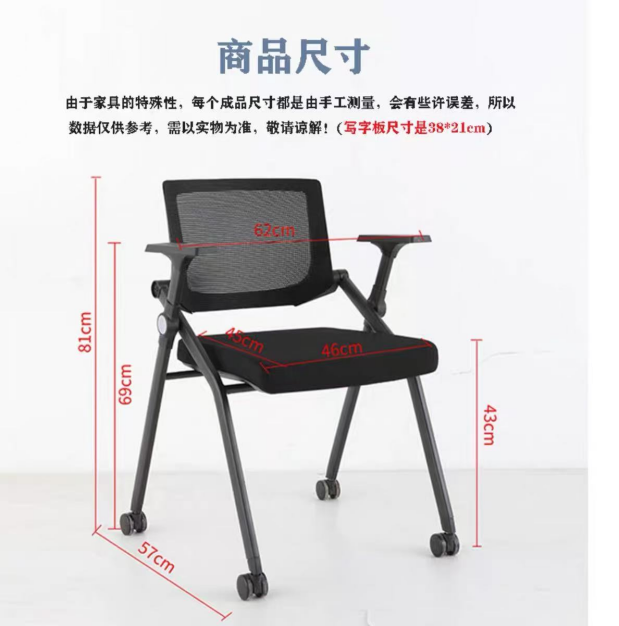 商品尺寸
由于家具的特殊性，每个成品尺寸都是由手工测量，会有些许误差，所以
数据仅供参考，需以实物为准，敬请谅解！(写字板尺寸是38*21cm)
62cm
81cm
69cm
45cm
46cm
43cm
57cm